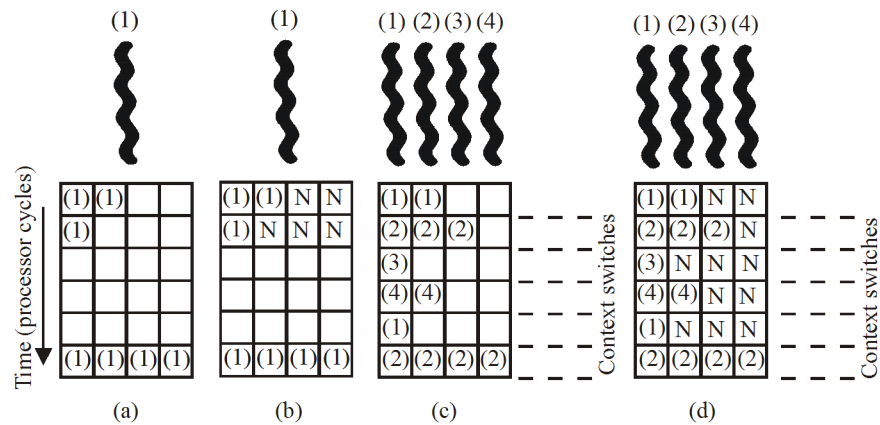 (1) (1) (1) (2) (3) (4) (1) (2) (3) (4)
Time (processor cycles)
(1) (1)
(1)
(1) (1) (1) (1)
(a)
(1) (1) N N
(1) N N N
(1) (1) (1) (1)
(b)
(1) (1)
(2) (2) (2)
(3)
(4) (4)
(1)
(2) (2) (2) (2)
(c)
Context switches
(1) (1) N N
(2) (2) (2) N
(3) N N N
(4) (4) N N
(1) N N N
(2) (2) (2) (2)
(d)
Context switches